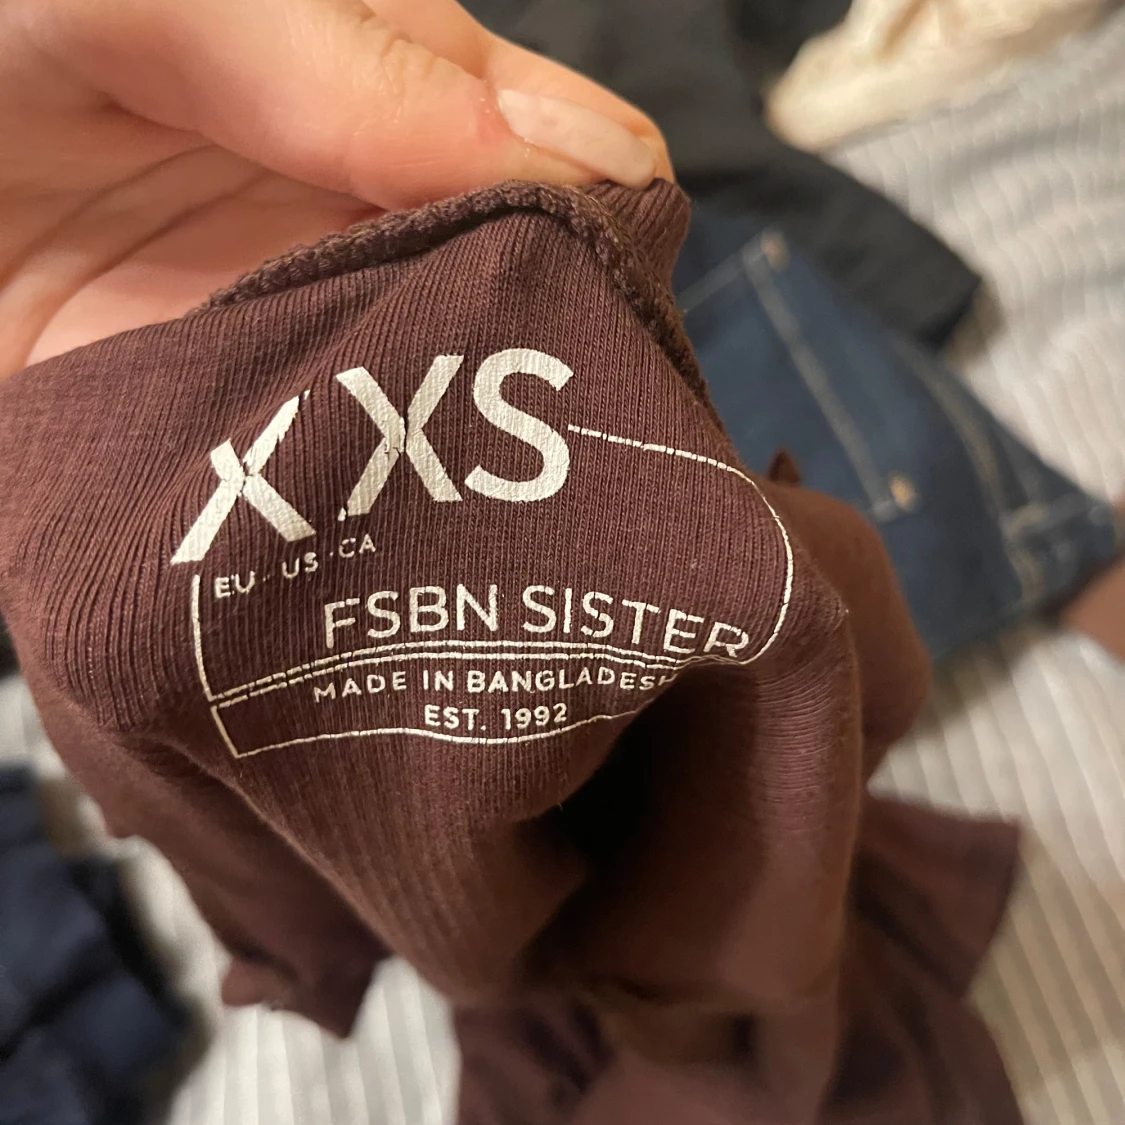 XXS
EU · US · CA
FSBN SISTER
MADE IN BANGLADESH
EST. 1992